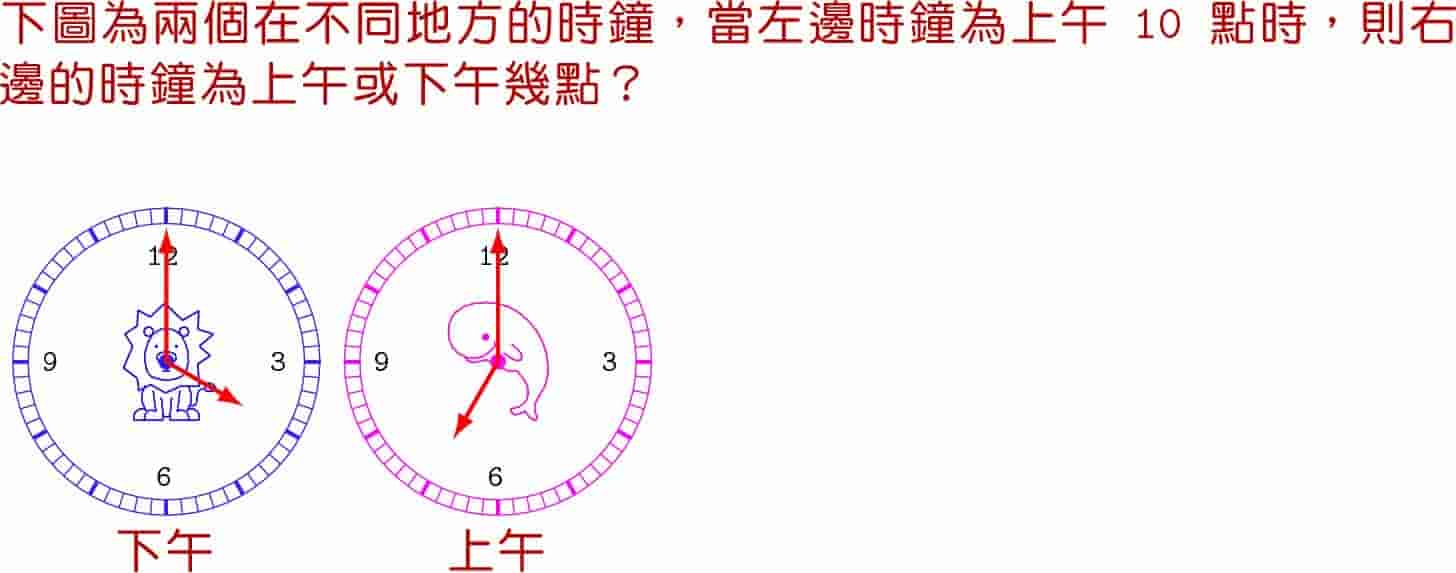 下圖為兩個在不同地方的時鐘，當左邊時鐘為上午 10 點時，則右
邊的時鐘為上午或下午幾點？
12 12
9 3 9 3
6 6
下午 上午